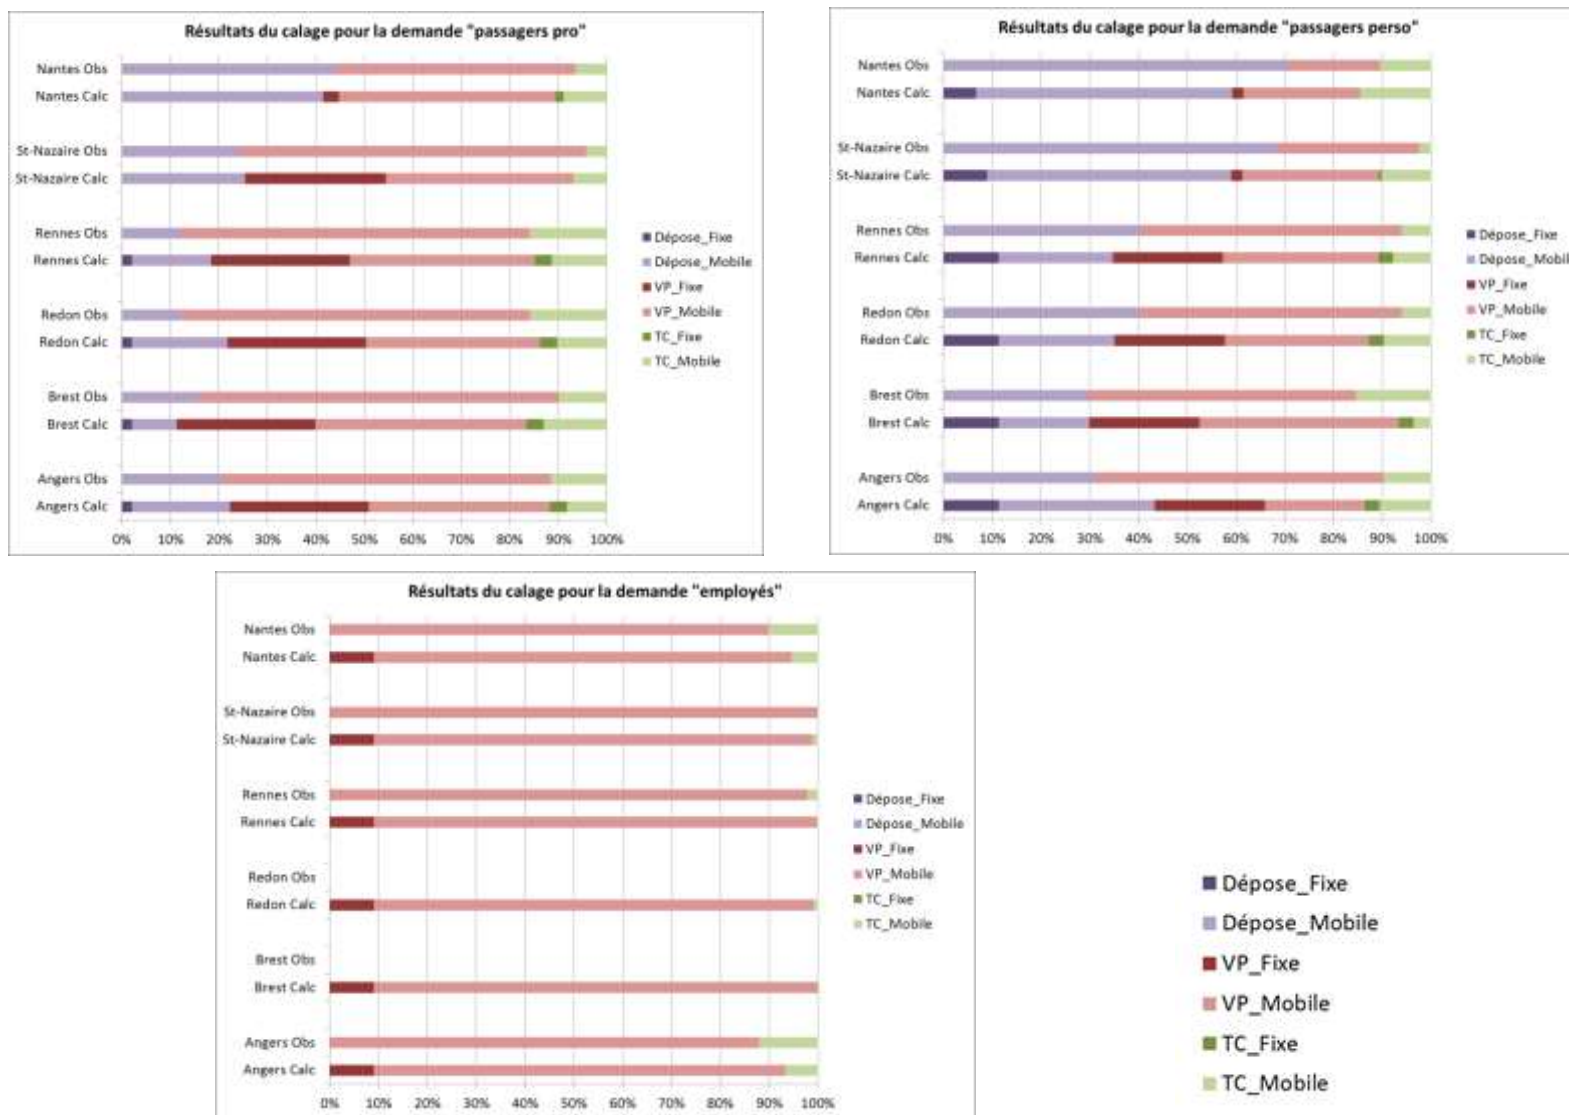 Résultats du calage pour la demande "passagers pro"
Nantes Obs
Nantes Calc
St-Nazaire Obs
St-Nazaire Calc
Rennes Obs
Rennes Calc
Redon Obs
Redon Calc
Brest Obs
Brest Calc
Angers Obs
Angers Calc
0% 10% 20% 30% 40% 50% 60% 70% 80% 90% 100%
Dépose_Fixe
Dépose_Mobile
VP_Fixe
VP_Mobile
TC_Fixe
TC_Mobile
Résultats du calage pour la demande "passagers perso"
Nantes Obs
Nantes Calc
St-Nazaire Obs
St-Nazaire Calc
Rennes Obs
Rennes Calc
Redon Obs
Redon Calc
Brest Obs
Brest Calc
Angers Obs
Angers Calc
0% 10% 20% 30% 40% 50% 60% 70% 80% 90% 100%
Dépose_Fixe
Dépose_Mobile
VP_Fixe
VP_Mobile
TC_Fixe
TC_Mobile
Résultats du calage pour la demande "employés"
Nantes Obs
Nantes Calc
St-Nazaire Obs
St-Nazaire Calc
Rennes Obs
Rennes Calc
Redon Obs
Redon Calc
Brest Obs
Brest Calc
Angers Obs
Angers Calc
0% 10% 20% 30% 40% 50% 60% 70% 80% 90% 100%
Dépose_Fixe
Dépose_Mobile
VP_Fixe
VP_Mobile
TC_Fixe
TC_Mobile
Dépose_Fixe
Dépose_Mobile
VP_Fixe
VP_Mobile
TC_Fixe
TC_Mobile